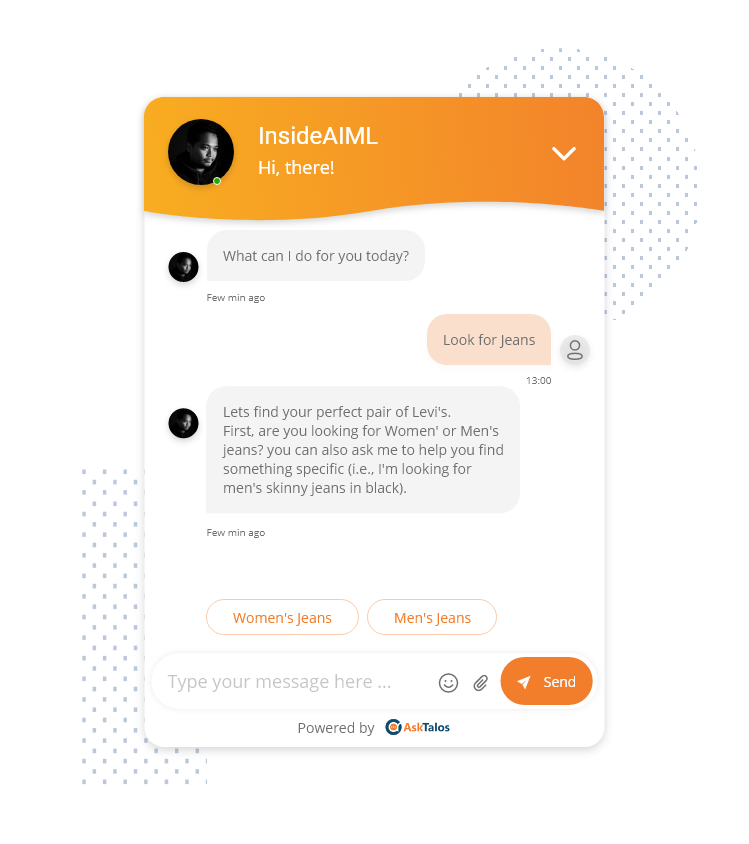 InsideAIML
Hi, there!
What can I do for you today?
Few min ago
Look for Jeans
13:00
Lets find your perfect pair of Levi's.
First, are you looking for Women' or Men's
jeans? you can also ask me to help you find
something specific (i.e., I'm looking for
men's skinny jeans in black).
Few min ago
Women's Jeans Men's Jeans
Type your message here ... Send
Powered by AskTalos